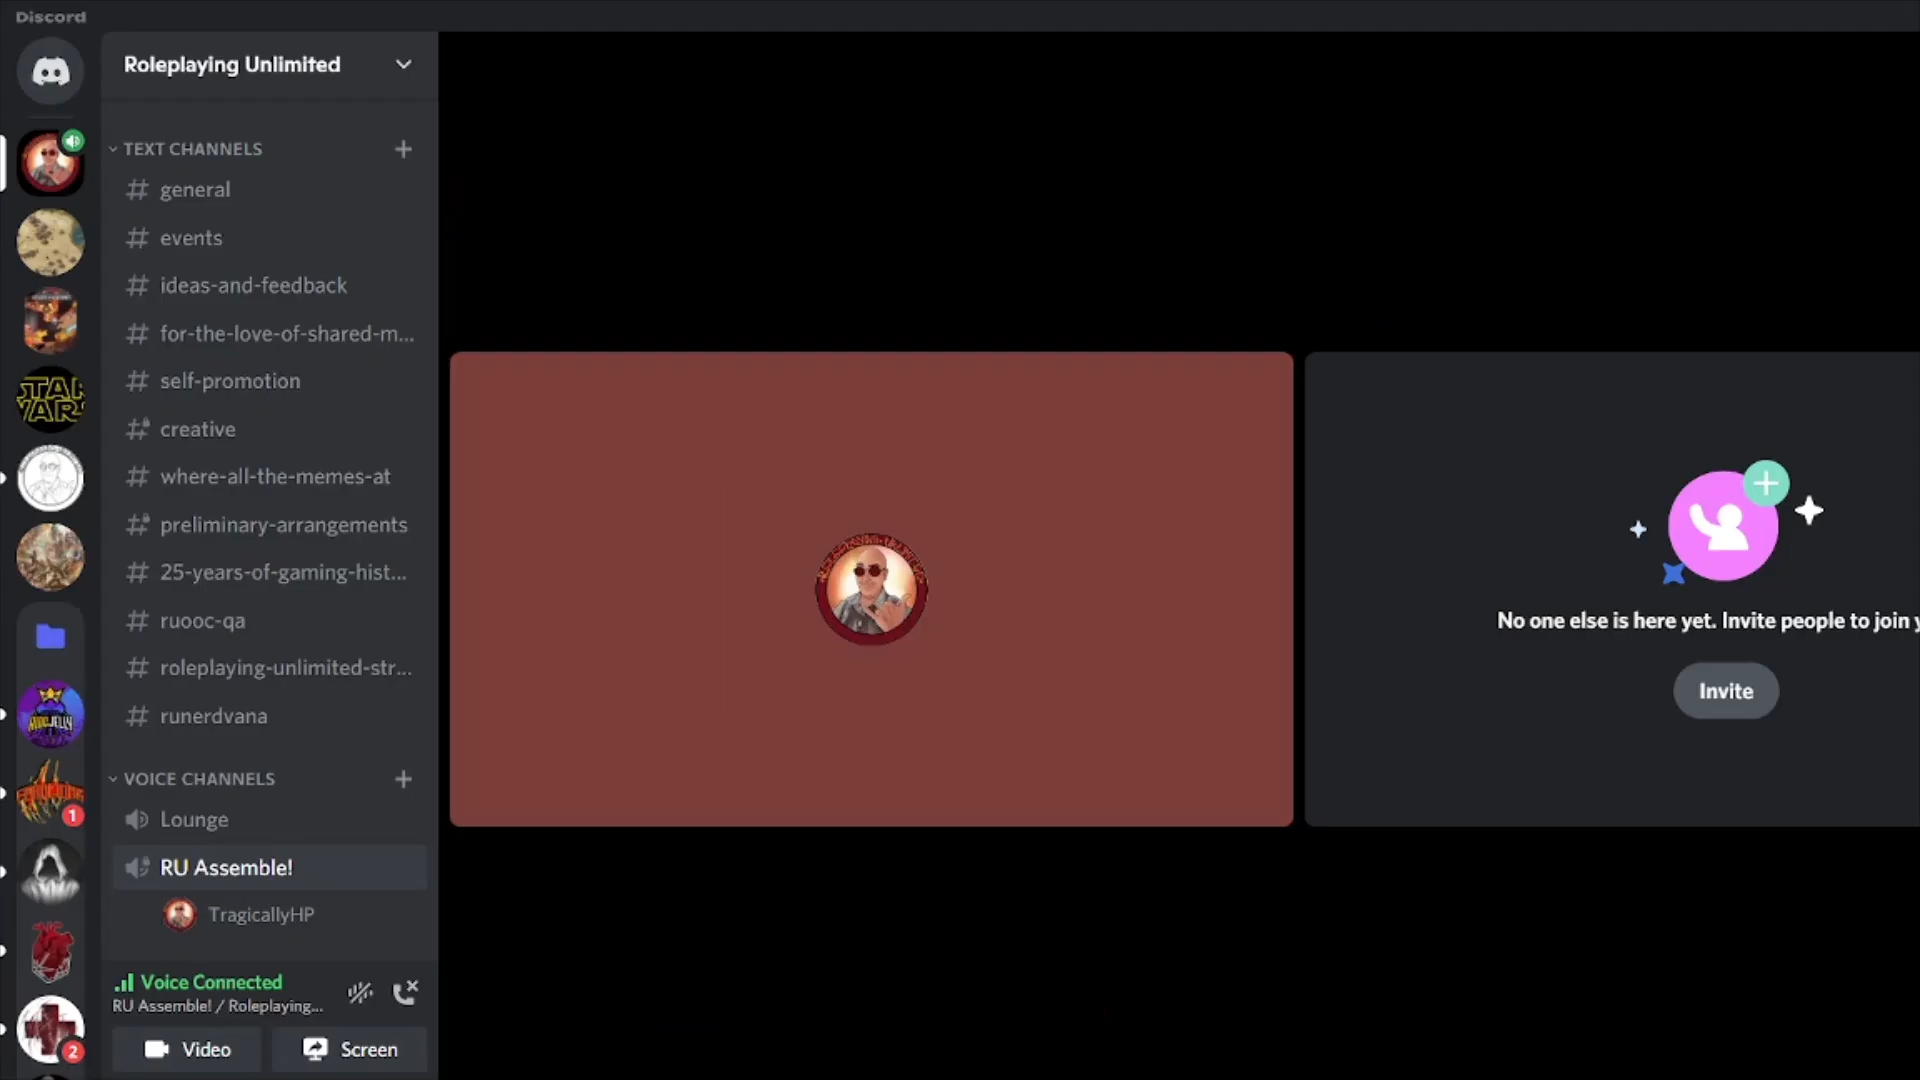 Discord
Roleplaying Unlimited
TEXT CHANNELS
general
events
ideas-and-feedback
for-the-love-of-shared-m...
self-promotion
creative
where-all-the-memes-at
preliminary-arrangements
25-years-of-gaming-hist...
ruooc-qa
roleplaying-unlimited-str...
runerdvana
VOICE CHANNELS
Lounge
RU Assemble!
TragicallyHP
Voice Connected
RU Assemble! / Roleplaying...
Video
Screen
STAR
WARS
1
2
No one else is here yet. Invite people to join y
Invite